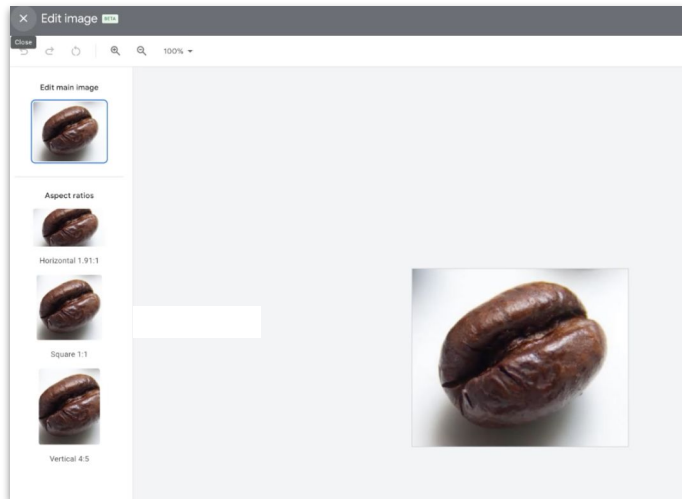 Edit image BETA
Close
100%
Edit main image
Aspect ratios
Horizontal 1.91:1
Square 1:1
Vertical 4:5